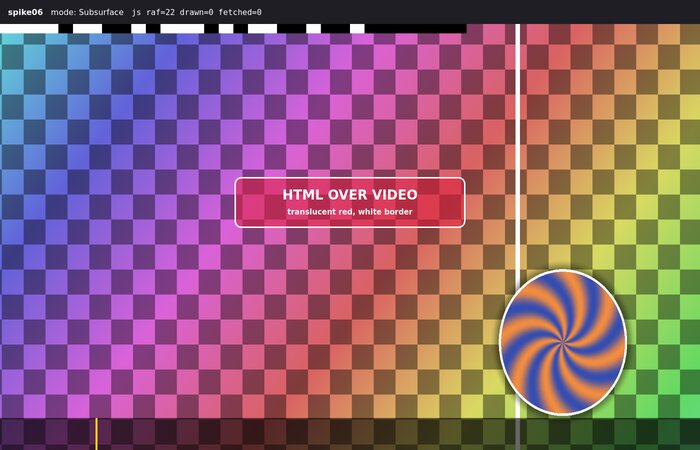 spike06 mode: Subsurface js raf=22 drawn=0 fetched=0
HTML OVER VIDEO
translucent red, white border